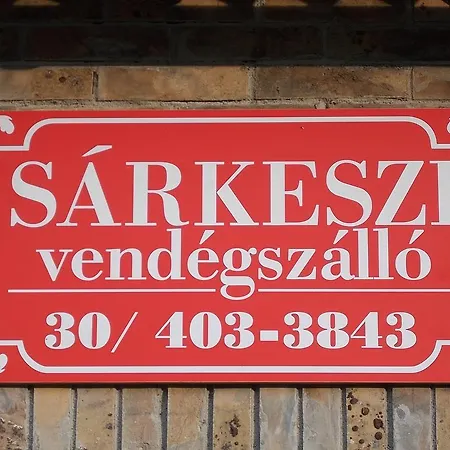 SÁRKESZI
vendégszálló
30/ 403-3843